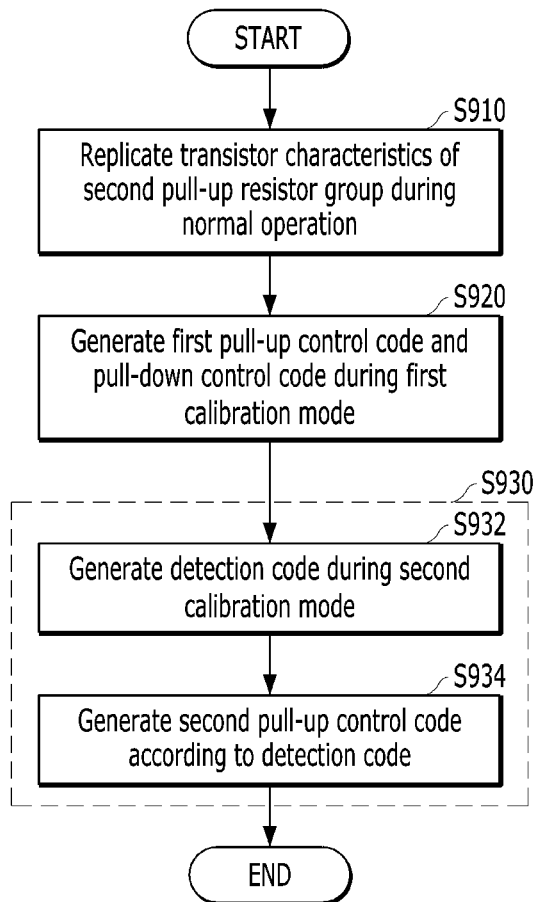 START
S910
Replicate transistor characteristics of
second pull-up resistor group during
normal operation
S920
Generate first pull-up control code and
pull-down control code during first
calibration mode
S930
S932
Generate detection code during second
calibration mode
S934
Generate second pull-up control code
according to detection code
END